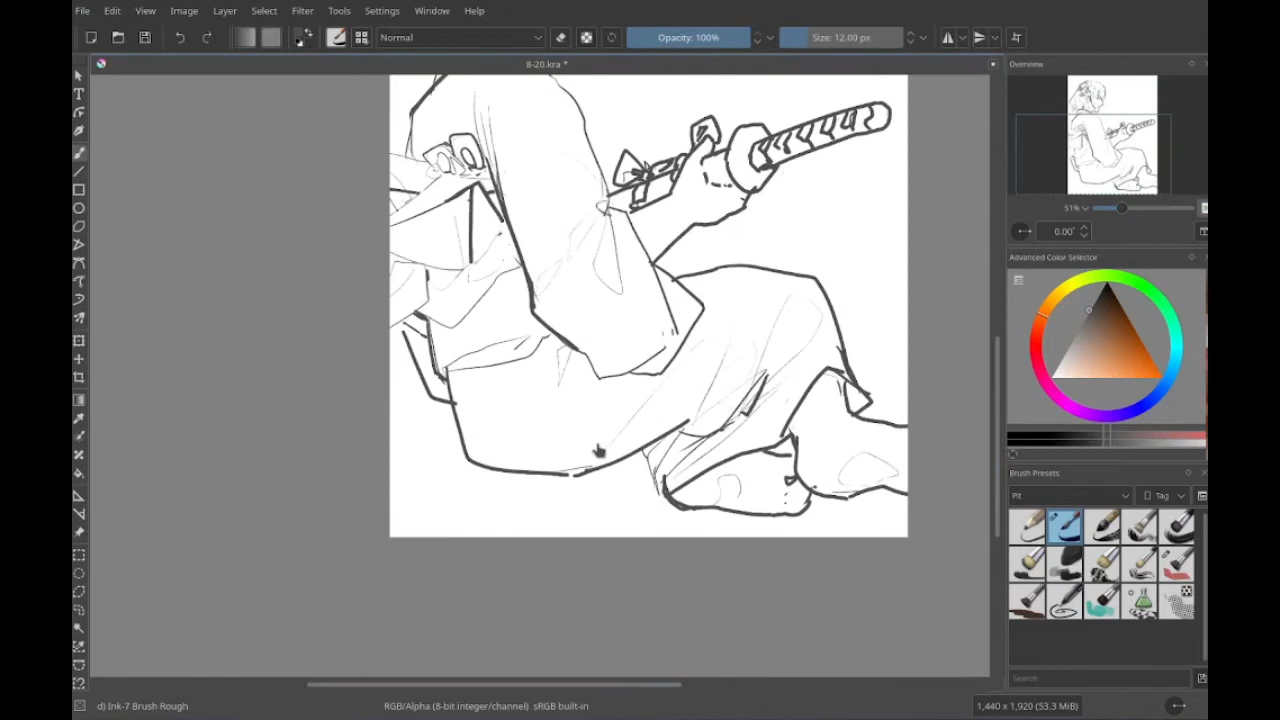 File Edit View Image Layer Select Filter Tools Settings Window Help
Normal Opacity: 100% Size: 12.00 px
8-20.kra *
Overview
51%
0.00°
Advanced Color Selector
Brush Presets
Pit Tag
Search
d) Ink-7 Brush Rough RGB/Alpha (8-bit integer/channel) sRGB built-in 1,440 x 1,920 (53.3 MiB)